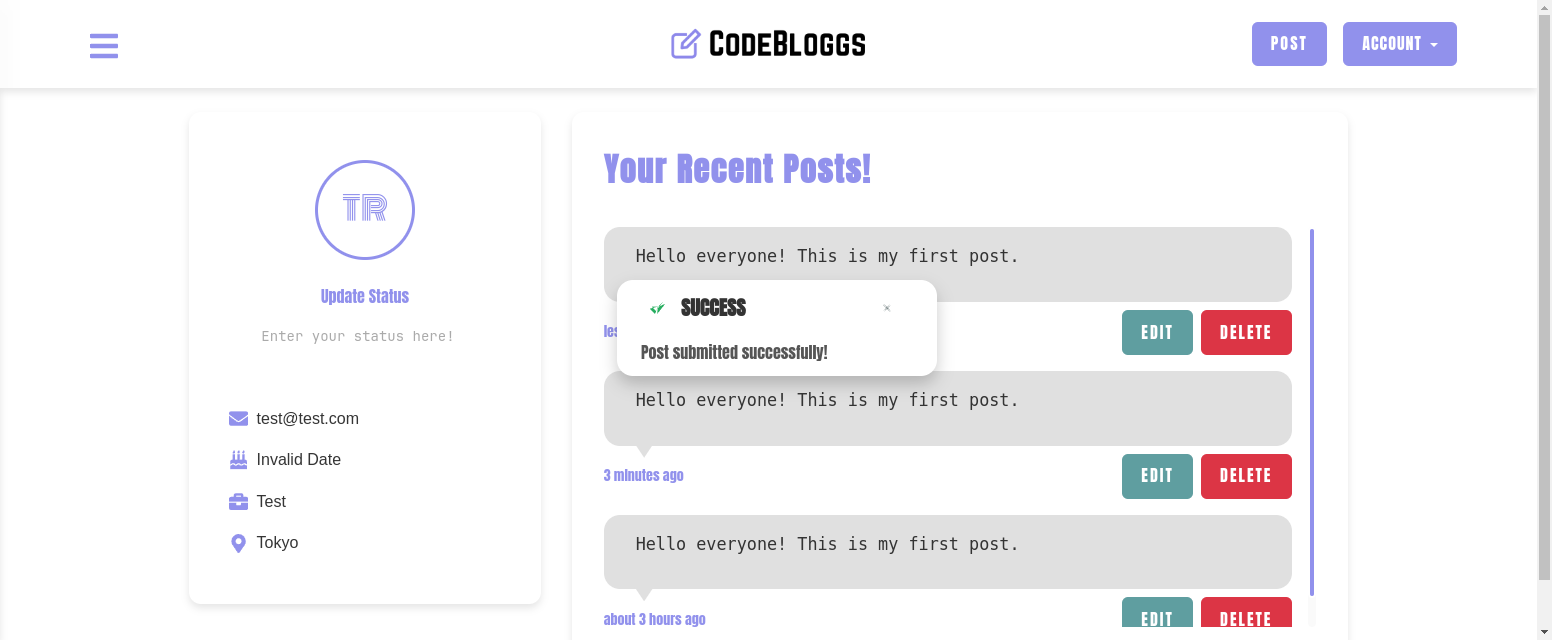 CodeBloggs
POST
ACCOUNT
TR
Update Status
Enter your status here!
test@test.com
Invalid Date
Test
Tokyo
Your Recent Posts!
Hello everyone! This is my first post.
SUCCESS
Post submitted successfully!
EDIT
DELETE
Hello everyone! This is my first post.
3 minutes ago
EDIT
DELETE
Hello everyone! This is my first post.
about 3 hours ago
EDIT
DELETE